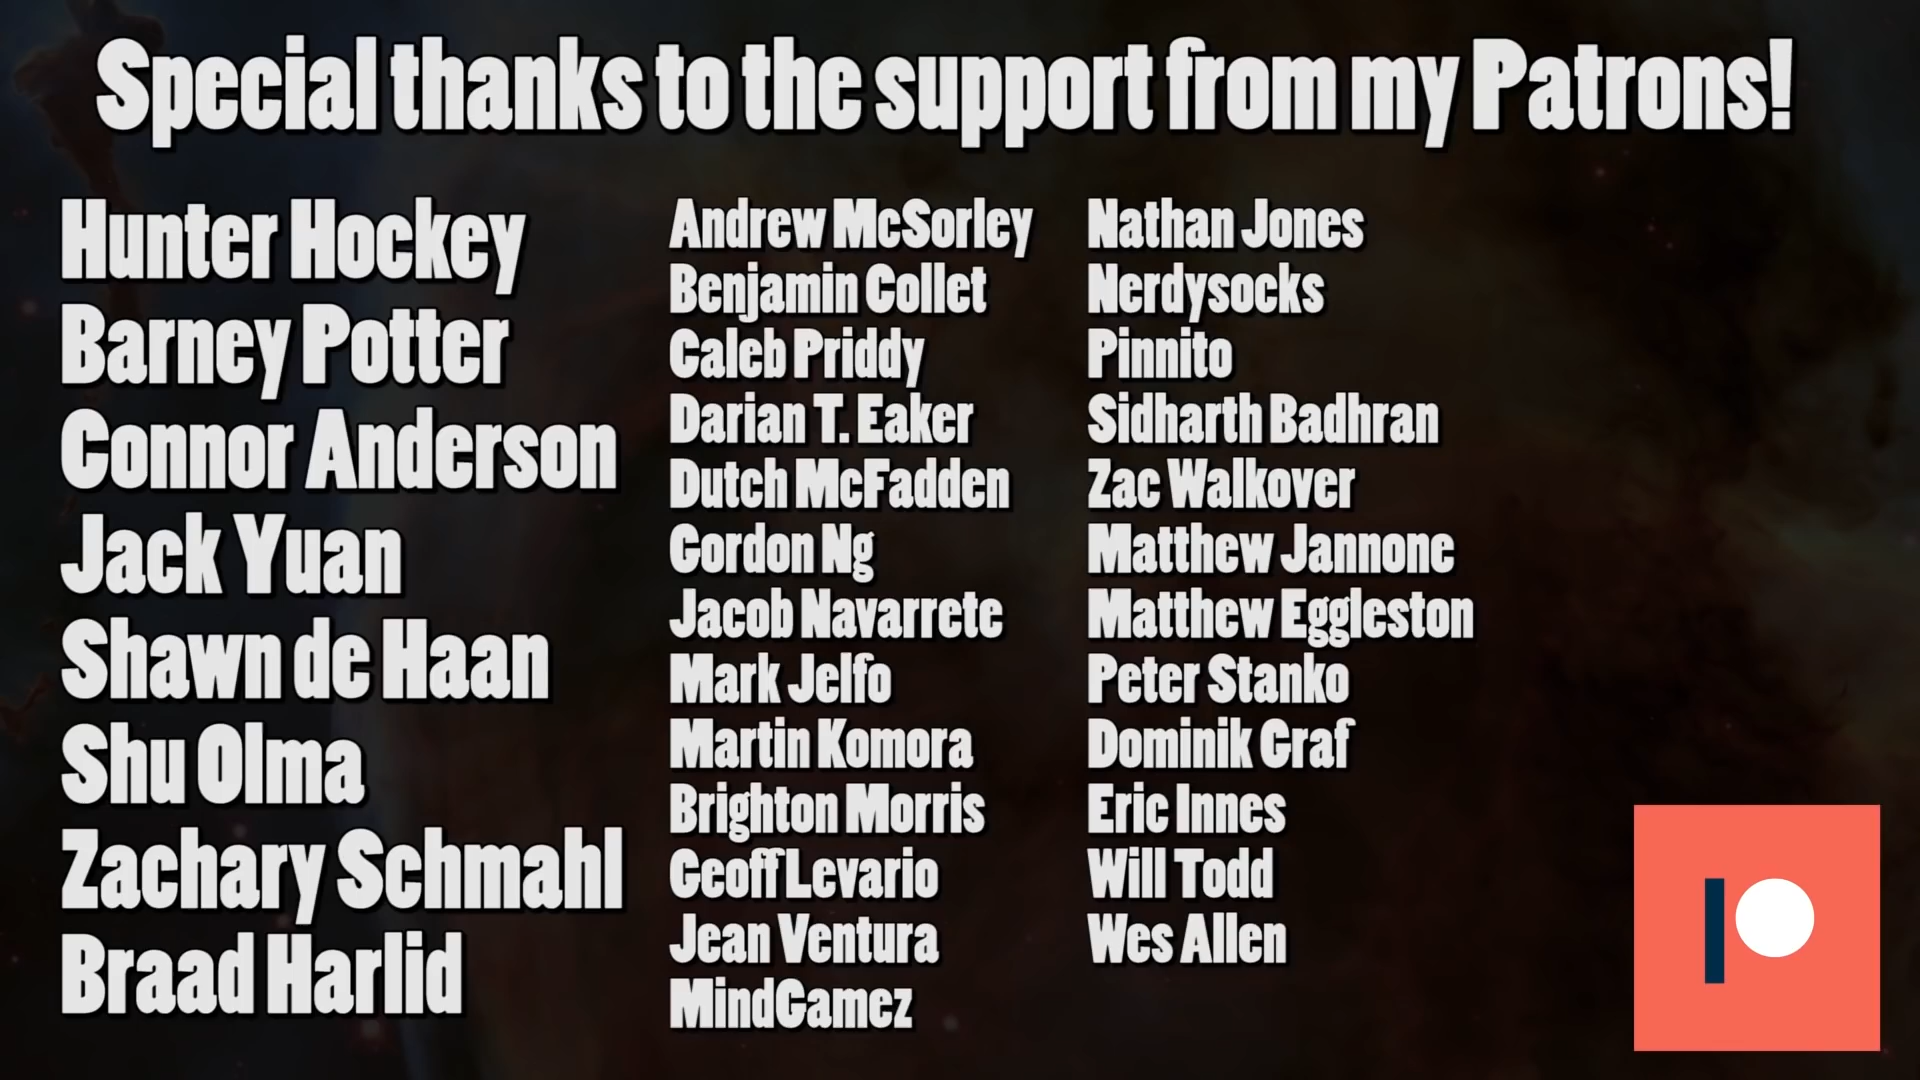 Special thanks to the support from my Patrons!
Hunter Hockey
Barney Potter
Connor Anderson
Jack Yuan
Shawn de Haan
Shu Olma
Zachary Schmahl
Braad Harlid
Andrew McSorley
Benjamin Collet
Caleb Priddy
Darian T. Eaker
Dutch McFadden
Gordon Ng
Jacob Navarrete
Mark Jelfo
Martin Komora
Brighton Morris
Geoff Levario
Jean Ventura
MindGamez
Nathan Jones
Nerdysocks
Pinnito
Sidharth Badhran
Zac Walkover
Matthew Jannone
Matthew Eggleston
Peter Stanko
Dominik Graf
Eric Innes
Will Todd
Wes Allen